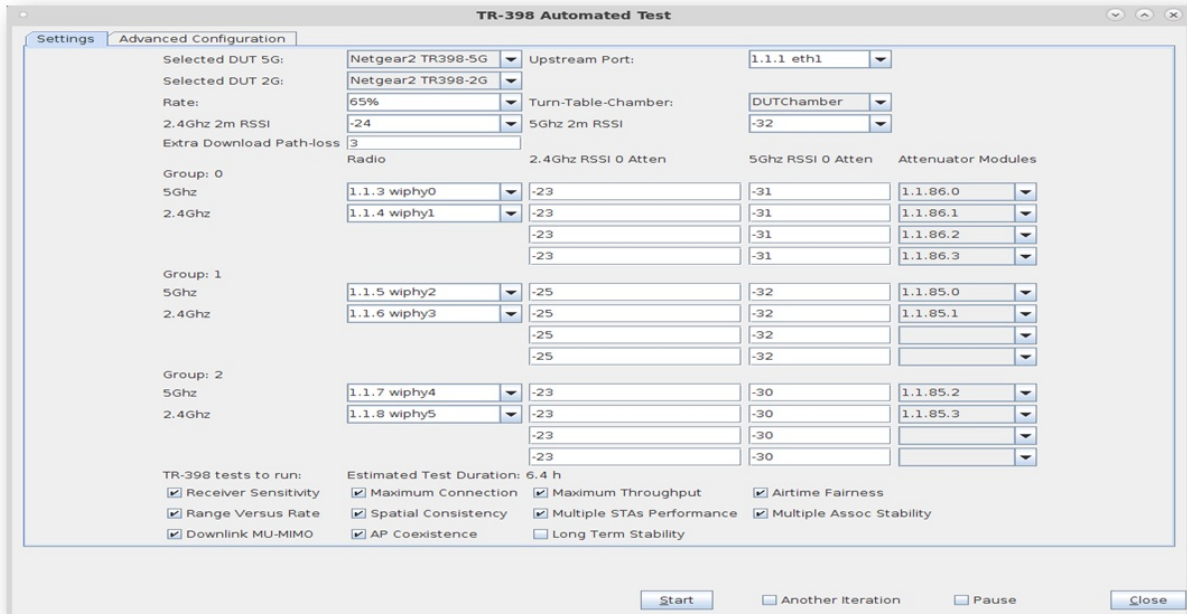 TR-398 Automated Test
Settings Advanced Configuration
Selected DUT 5G: Netgear2 TR398-5G Upstream Port: 1.1.1 eth1
Selected DUT 2G: Netgear2 TR398-2G
Rate: 65% Turn-Table-Chamber: DUTChamber
2.4Ghz 2m RSSI -24 5Ghz 2m RSSI -32
Extra Download Path-loss 3
Radio 2.4Ghz RSSI 0 Atten 5Ghz RSSI 0 Atten Attenuator Modules
Group: 0
5Ghz 1.1.3 wiphy0 -23 -31 1.1.86.0
2.4Ghz 1.1.4 wiphy1 -23 -31 1.1.86.1
-23 -31 1.1.86.2
-23 -31 1.1.86.3
Group: 1
5Ghz 1.1.5 wiphy2 -25 -32 1.1.85.0
2.4Ghz 1.1.6 wiphy3 -25 -32 1.1.85.1
-25 -32
-25 -32
Group: 2
5Ghz 1.1.7 wiphy4 -23 -30 1.1.85.2
2.4Ghz 1.1.8 wiphy5 -23 -30 1.1.85.3
-23 -30
-23 -30
TR-398 tests to run: Estimated Test Duration: 6.4 h
Receiver Sensitivity Maximum Connection Maximum Throughput Airtime Fairness
Range Versus Rate Spatial Consistency Multiple STAs Performance Multiple Assoc Stability
Downlink MU-MIMO AP Coexistence Long Term Stability
Start Another Iteration Pause Close